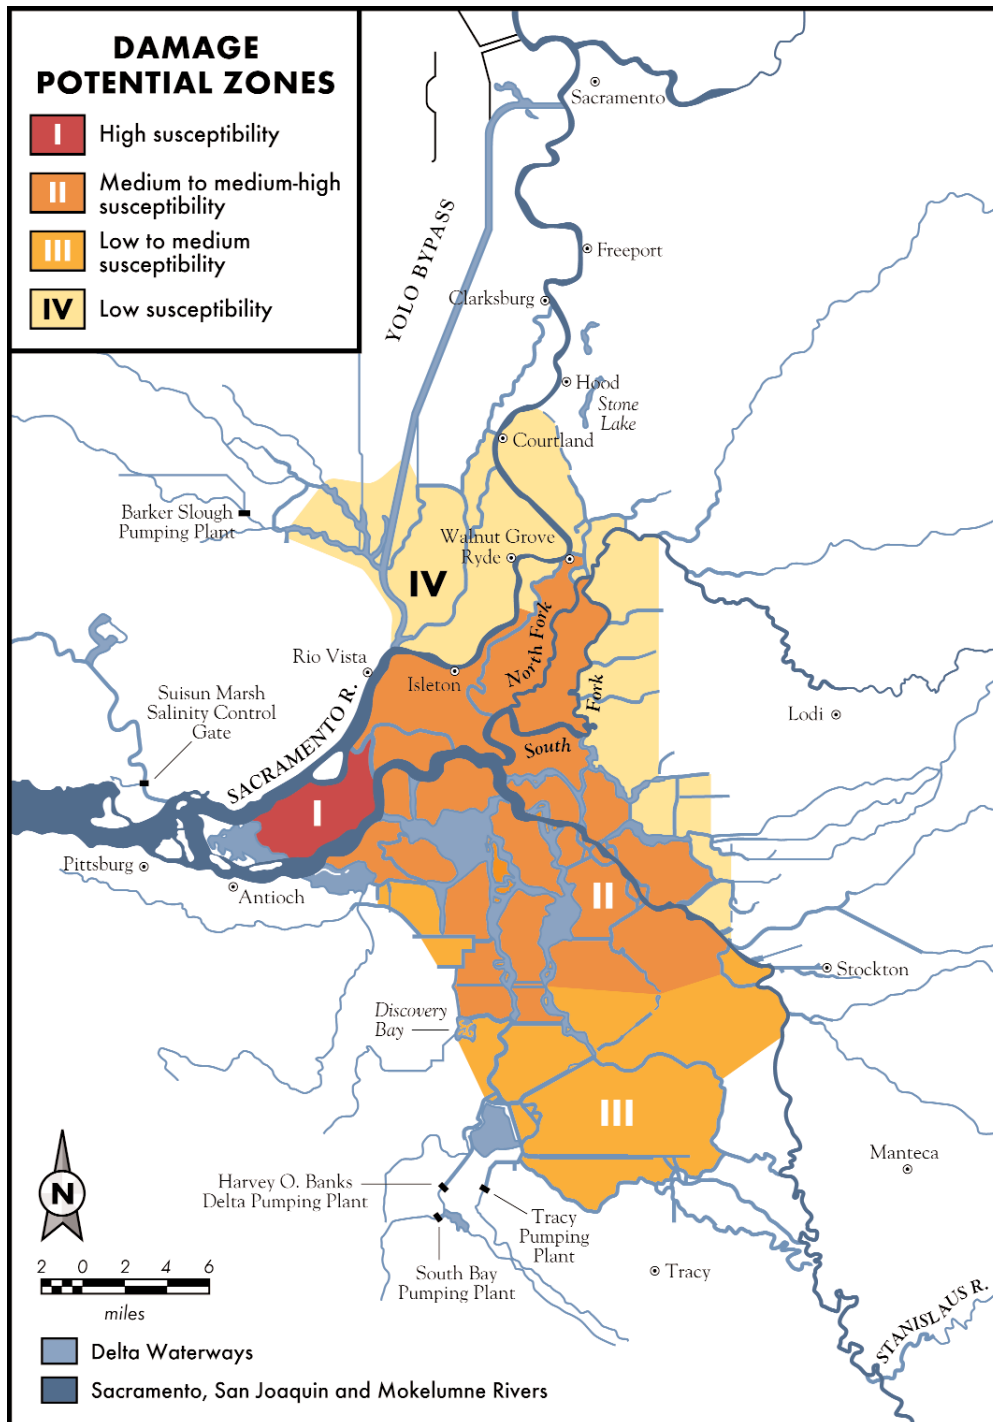 DAMAGE
POTENTIAL ZONES
I
High susceptibility
II
Medium to medium-high
susceptibility
III
Low to medium
susceptibility
IV
Low susceptibility
Sacramento
YOLO BYPASS
Freeport
Clarksburg
Hood
Stone
Lake
Courtland
Barker Slough
Pumping Plant
Walnut Grove
Ryde
IV
North Fork
Rio Vista
Isleton
Fork
South
Suisun Marsh
Salinity Control
Gate
SACRAMENTO R.
Lodi
I
Pittsburg
Antioch
II
Stockton
Discovery
Bay
III
Manteca
N
Harvey O. Banks
Delta Pumping Plant
Tracy
Pumping
Plant
South Bay
Pumping Plant
Tracy
2 0 2 4 6
miles
STANISLAUS R.
Delta Waterways
Sacramento, San Joaquin and Mokelumne Rivers